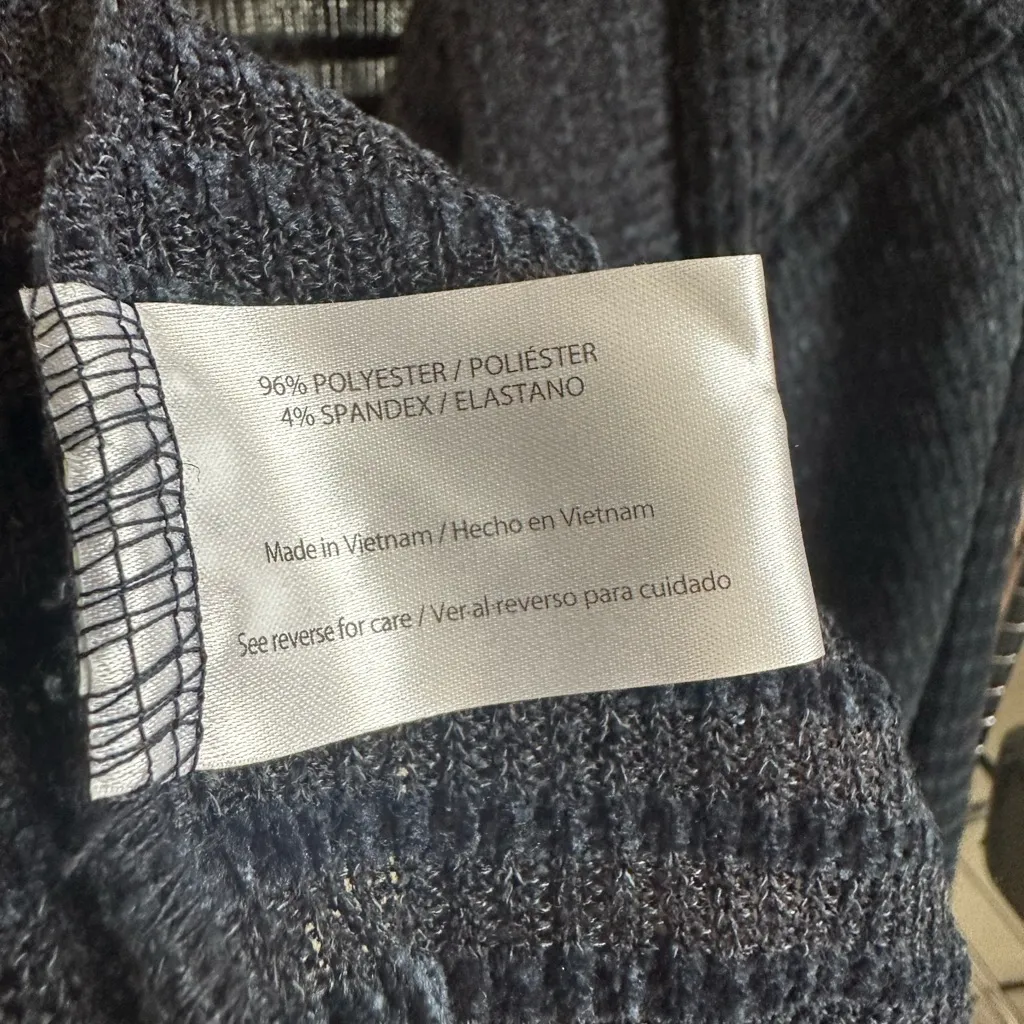 96% POLYESTER / POLIÉSTER
4% SPANDEX / ELASTANO
Made in Vietnam / Hecho en Vietnam
See reverse for care / Ver al reverso para cuidado